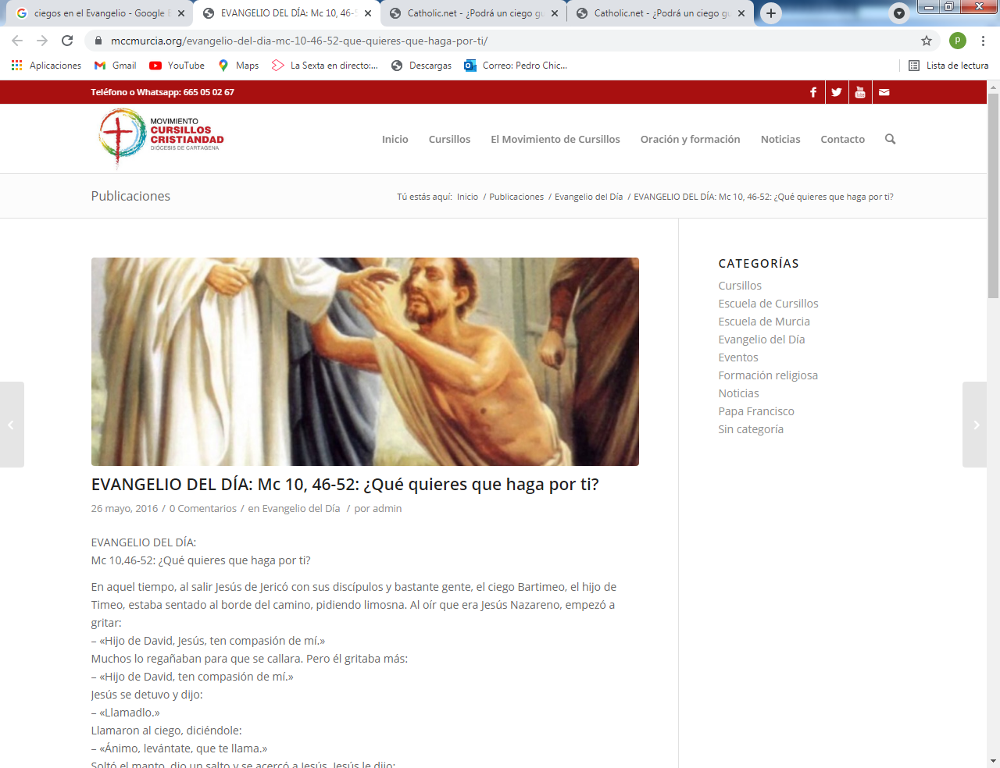 ciegos en el Evangelio - Google
EVANGELIO DEL DÍA: Mc 10, 46-5
Catholic.net - ¿Podrá un ciego gu
Catholic.net - ¿Podrá un ciego gu
mccmurcia.org/evangelio-del-dia-mc-10-46-52-que-quieres-que-haga-por-ti/
P
Aplicaciones Gmail YouTube Maps La Sexta en directo:... Descargas Correo: Pedro Chic... Lista de lectura
Teléfono o Whatsapp: 665 05 02 67
MOVIMIENTO
CURSILLOS
CRISTIANDAD
DIÓCESIS DE CARTAGENA
Inicio Cursillos El Movimiento de Cursillos Oración y formación Noticias Contacto
Publicaciones
Tú estás aquí: Inicio / Publicaciones / Evangelio del Día / EVANGELIO DEL DÍA: Mc 10, 46-52: ¿Qué quieres que haga por ti?
EVANGELIO DEL DÍA: Mc 10, 46-52: ¿Qué quieres que haga por ti?
26 mayo, 2016 / 0 Comentarios / en Evangelio del Día / por admin
EVANGELIO DEL DÍA:
Mc 10,46-52: ¿Qué quieres que haga por ti?
En aquel tiempo, al salir Jesús de Jericó con sus discípulos y bastante gente, el ciego Bartimeo, el hijo de
Timeo, estaba sentado al borde del camino, pidiendo limosna. Al oír que era Jesús Nazareno, empezó a
gritar:
– «Hijo de David, Jesús, ten compasión de mí.»
Muchos lo regañaban para que se callara. Pero él gritaba más:
– «Hijo de David, ten compasión de mí.»
Jesús se detuvo y dijo:
– «Llamadlo.»
Llamaron al ciego, diciéndole:
– «Ánimo, levántate, que te llama.»
Soltó el manto, dio un salto y se acercó a Jesús. Jesús le dijo:
CATEGORÍAS
Cursillos
Escuela de Cursillos
Escuela de Murcia
Evangelio del Día
Eventos
Formación religiosa
Noticias
Papa Francisco
Sin categoría